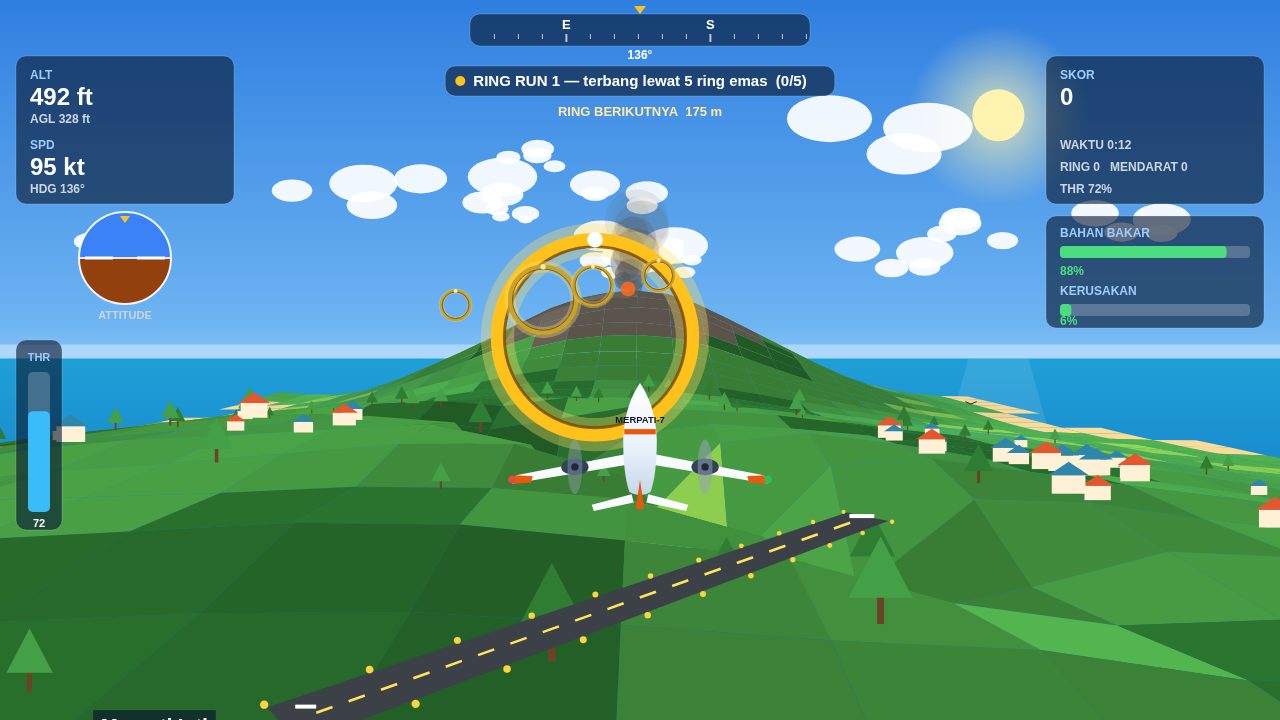 E S
136°
RING RUN 1 — terbang lewat 5 ring emas (0/5)
RING BERIKUTNYA 175 m
ALT
492 ft
AGL 328 ft
SPD
95 kt
HDG 136°
ATTITUDE
THR
72
SKOR
0
WAKTU 0:12
RING 0 MENDARAT 0
THR 72%
BAHAN BAKAR
88%
KERUSAKAN
6%
MERPATI-7